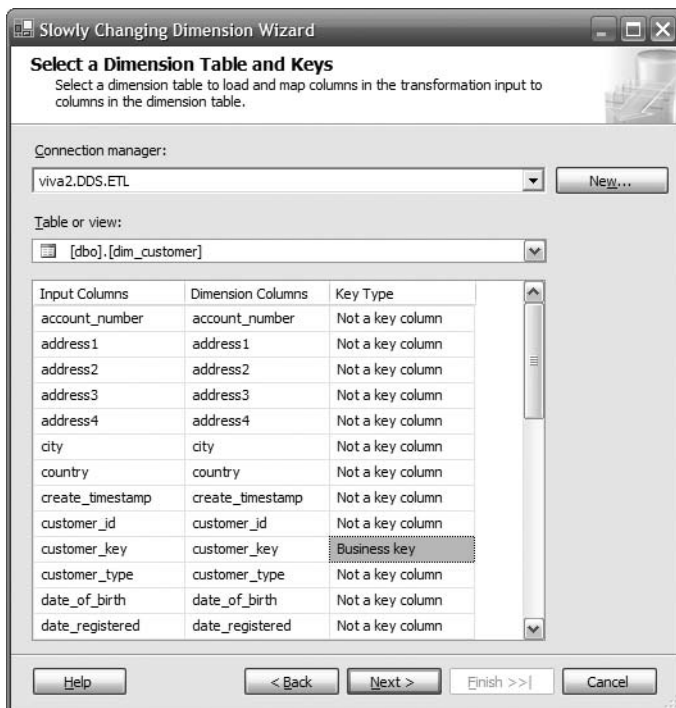 Slowly Changing Dimension Wizard
Select a Dimension Table and Keys
Select a dimension table to load and map columns in the transformation input to
columns in the dimension table.
Connection manager:
viva2.DDS.ETL
New...
Table or view:
[dbo].[dim_customer]
Input Columns Dimension Columns Key Type
account_number account_number Not a key column
address1 address1 Not a key column
address2 address2 Not a key column
address3 address3 Not a key column
address4 address4 Not a key column
city city Not a key column
country country Not a key column
create_timestamp create_timestamp Not a key column
customer_id customer_id Not a key column
customer_key customer_key Business key
customer_type customer_type Not a key column
date_of_birth date_of_birth Not a key column
date_registered date_registered Not a key column
Help < Back Next > Finish >>| Cancel